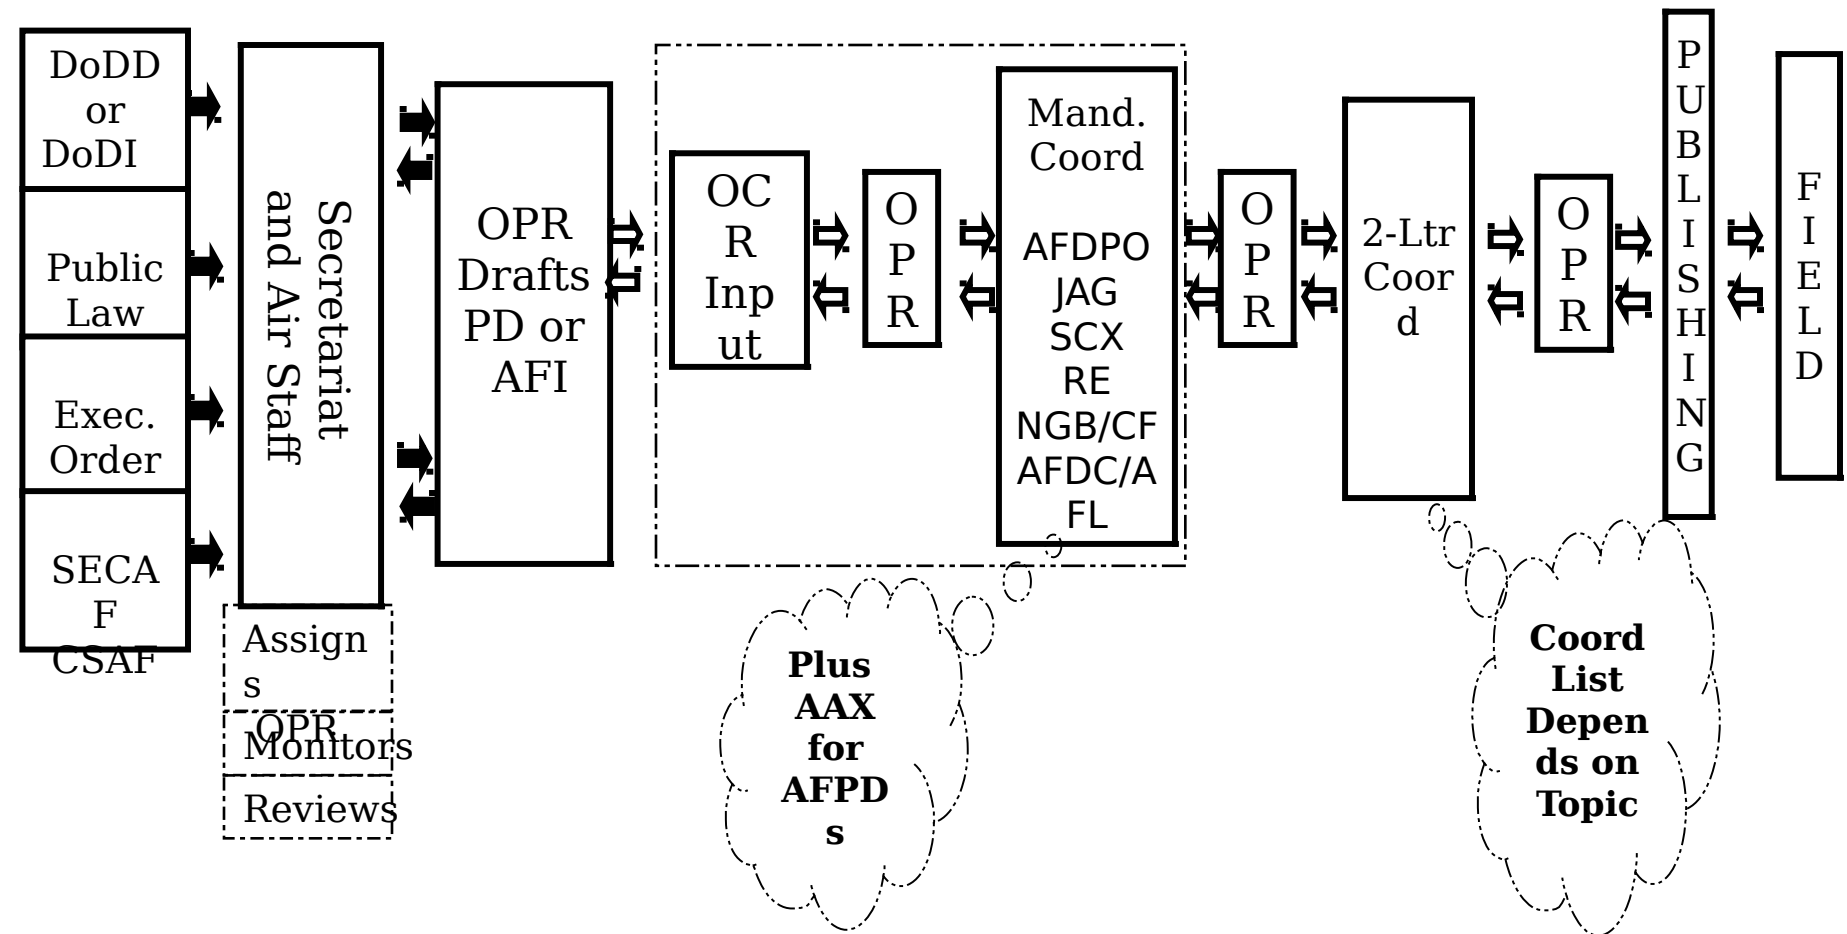 DoDD
or
DoDI
Public
Law
Exec.
Order
SECA
F
CSAF
Secretariat
and Air Staff
Assign
s
OPR
Monitors
Reviews
OPR
Drafts
PD or
AFI
OC
R
Inp
ut
O
P
R
Mand.
Coord
AFDPO
JAG
SCX
RE
NGB/CF
AFDC/A
FL
Plus
AAX
for
AFPD
s
O
P
R
2-Ltr
Coor
d
Coord
List
Depen
ds on
Topic
O
P
R
P
U
B
L
I
S
H
I
N
G
F
I
E
L
D